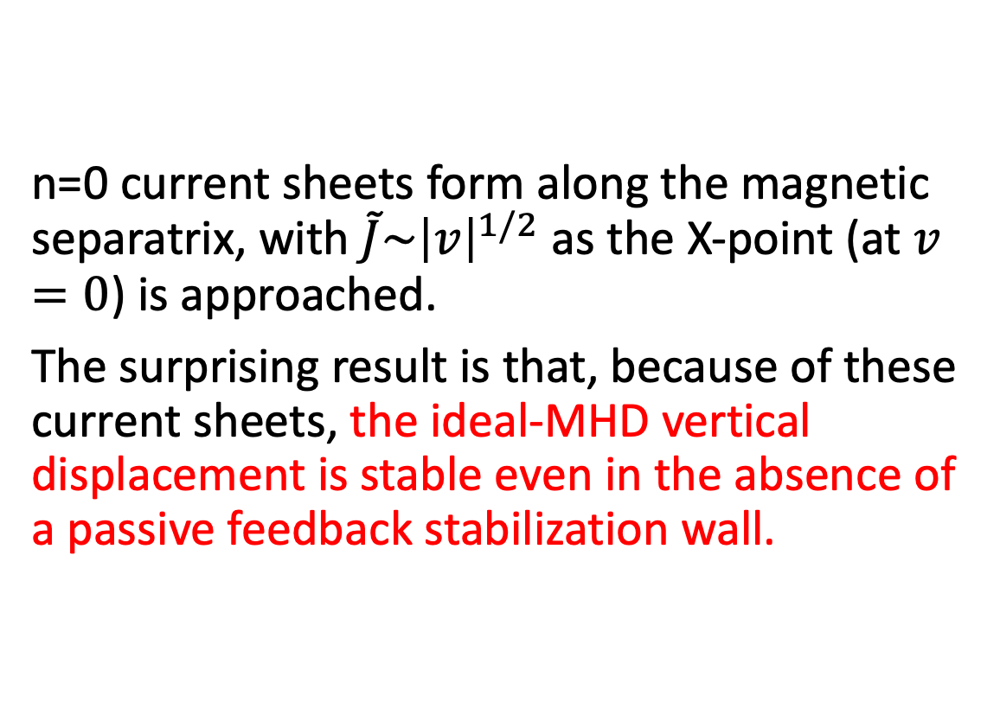 n=0 current sheets form along the magnetic
separatrix, with J̃~|v|^{1/2} as the X-point (at v
= 0) is approached.
The surprising result is that, because of these
current sheets, the ideal-MHD vertical
displacement is stable even in the absence of
a passive feedback stabilization wall.